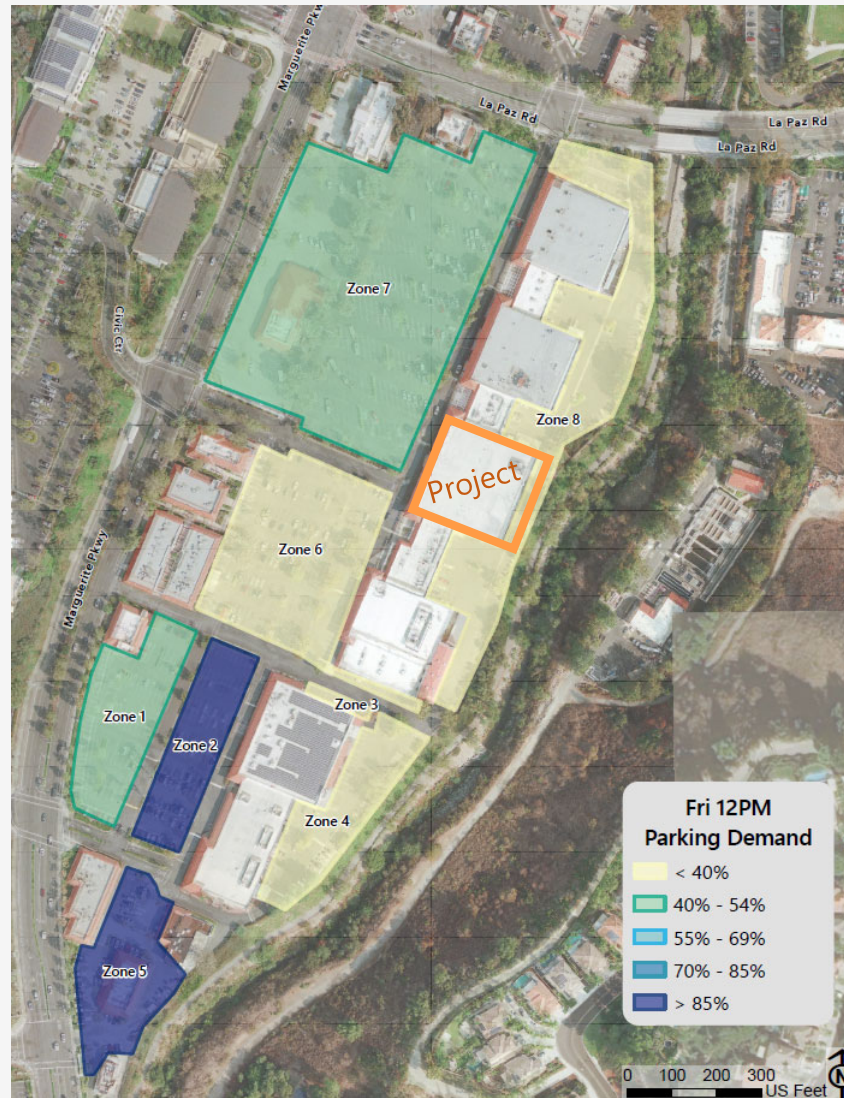 Marguerite Pkwy
La Paz Rd
La Paz Rd
La Paz Rd
Zone 7
Civic Ctr
Zone 8
Project
Zone 6
Marguerite Pkwy
Zone 3
Zone 1
Zone 2
Zone 4
Zone 5
Fri 12PM
Parking Demand
< 40%
40% - 54%
55% - 69%
70% - 85%
> 85%
N
0 100 200 300
US Feet